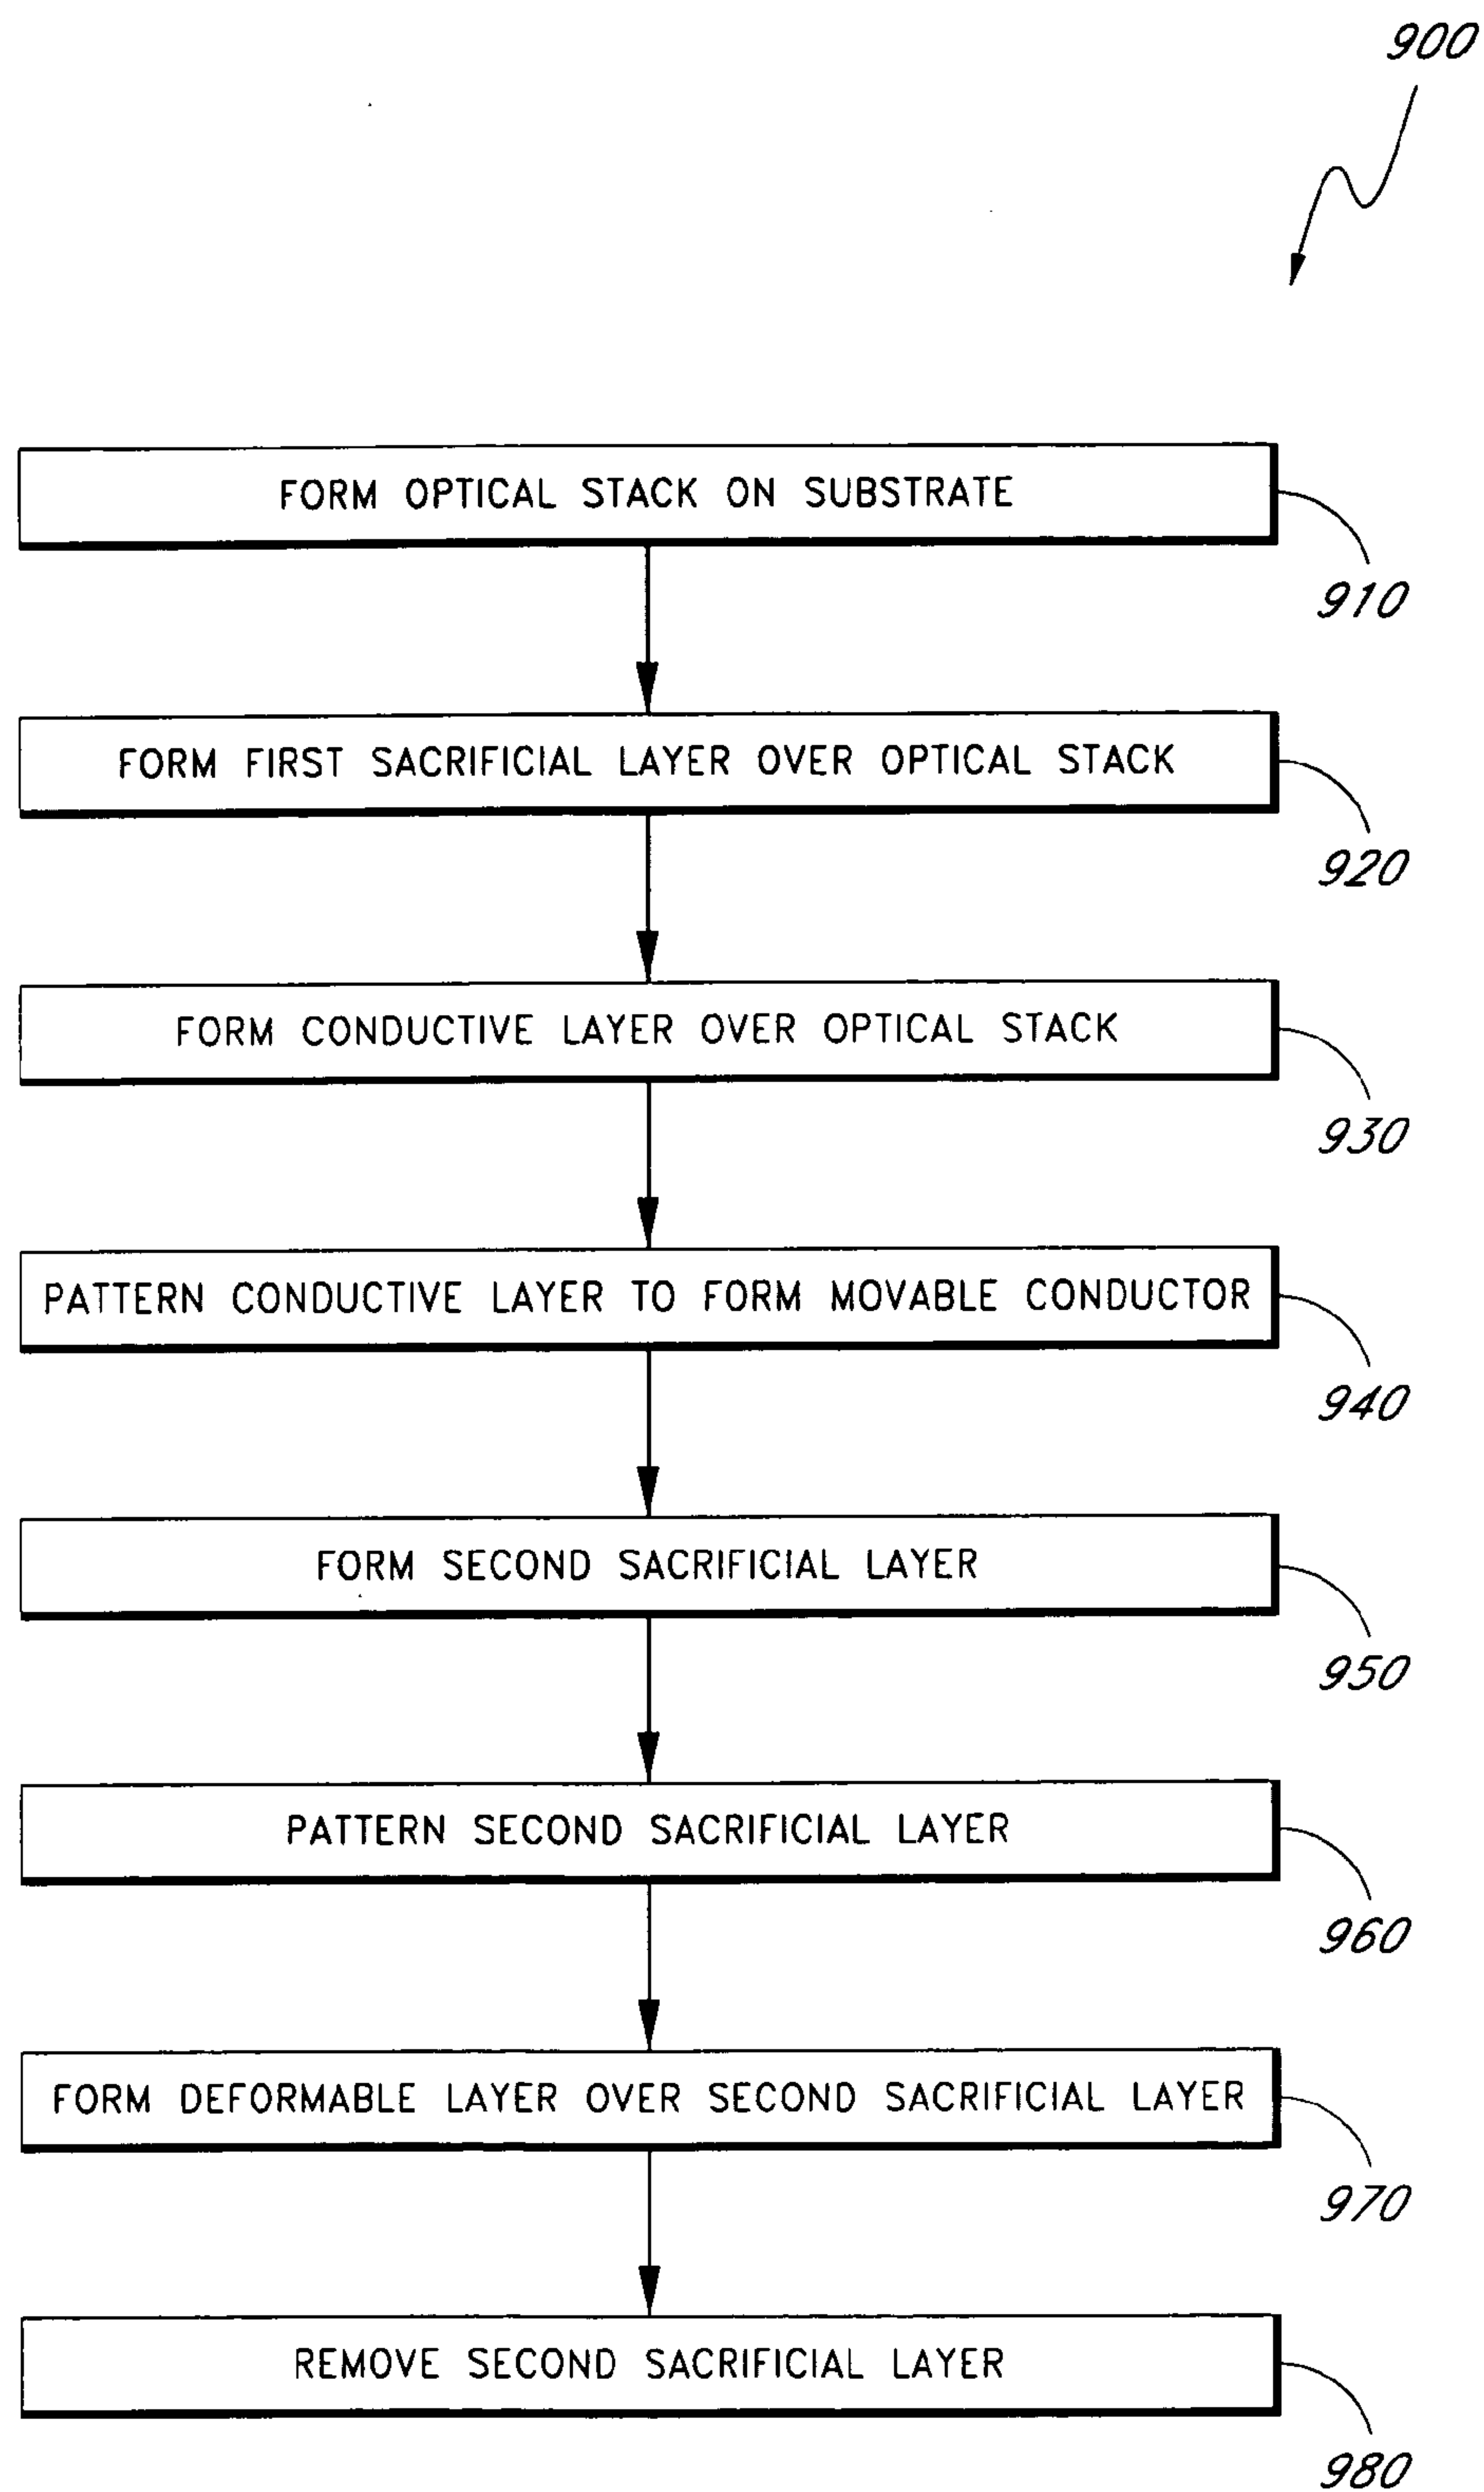 900
FORM OPTICAL STACK ON SUBSTRATE
910
FORM FIRST SACRIFICIAL LAYER OVER OPTICAL STACK
920
FORM CONDUCTIVE LAYER OVER OPTICAL STACK
930
PATTERN CONDUCTIVE LAYER TO FORM MOVABLE CONDUCTOR
940
FORM SECOND SACRIFICIAL LAYER
950
PATTERN SECOND SACRIFICIAL LAYER
960
FORM DEFORMABLE LAYER OVER SECOND SACRIFICIAL LAYER
970
REMOVE SECOND SACRIFICIAL LAYER
980